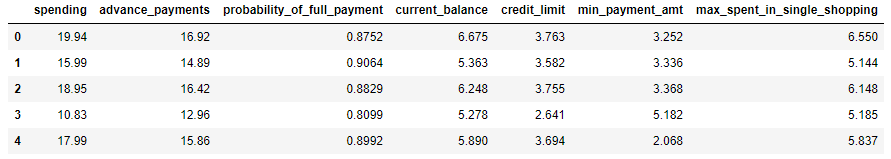 spending advance_payments probability_of_full_payment current_balance credit_limit min_payment_amt max_spent_in_single_shopping
0 19.94 16.92 0.8752 6.675 3.763 3.252 6.550
1 15.99 14.89 0.9064 5.363 3.582 3.336 5.144
2 18.95 16.42 0.8829 6.248 3.755 3.368 6.148
3 10.83 12.96 0.8099 5.278 2.641 5.182 5.185
4 17.99 15.86 0.8992 5.890 3.694 2.068 5.837